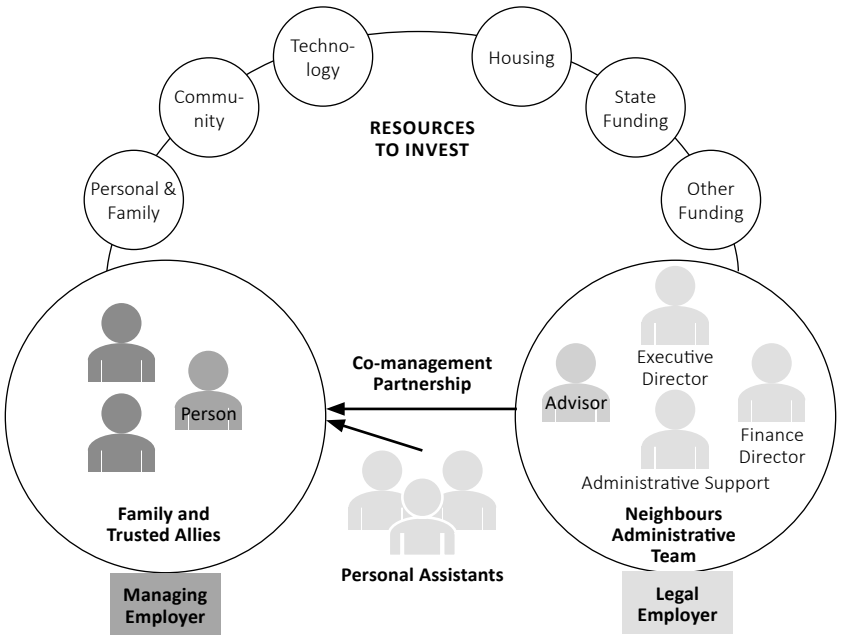 Techno-
logy
Housing
Commu-
nity
State
Funding
RESOURCES
TO INVEST
Personal &
Family
Other
Funding
Co-management
Partnership
Person
Executive
Director
Advisor
Finance
Director
Administrative Support
Family and
Trusted Allies
Neighbours
Administrative
Team
Personal Assistants
Managing
Employer
Legal
Employer